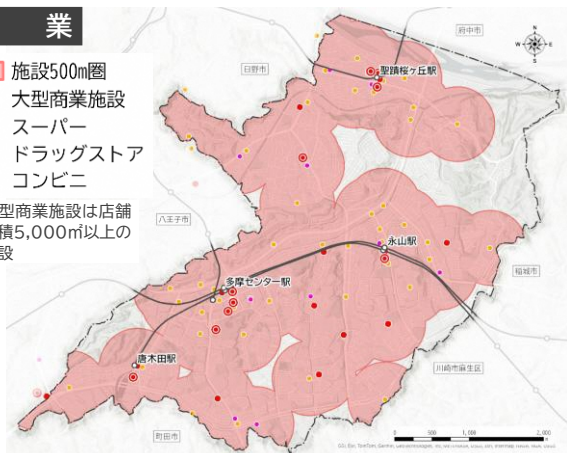 業
施設500m圏
大型商業施設
スーパー
ドラッグストア
コンビニ
型商業施設は店舗
積5,000㎡以上の
設
府中市
N
W
E
S
日野市
聖蹟桜ヶ丘駅
八王子市
永山駅
稲城市
多摩センター駅
唐木田駅
川崎市麻生区
町田市
0 500 1,000 2,000